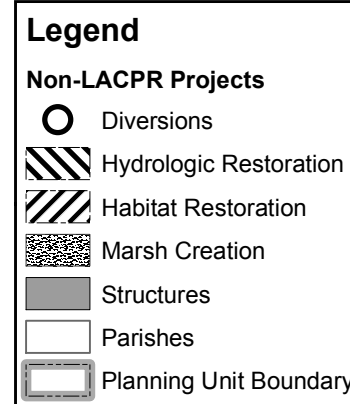 Legend
Non-LACPR Projects
Diversions
Hydrologic Restoration
Habitat Restoration
Marsh Creation
Structures
Parishes
Planning Unit Boundary